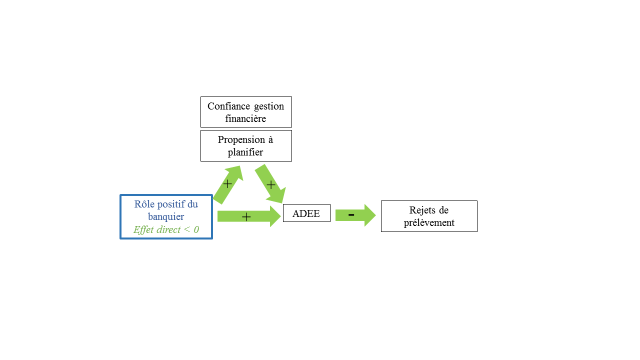 Confiance gestion
financière
Propension à
planifier
+
+
Rôle positif du
banquier
Effet direct < 0
+
ADEE
-
Rejets de
prélèvement